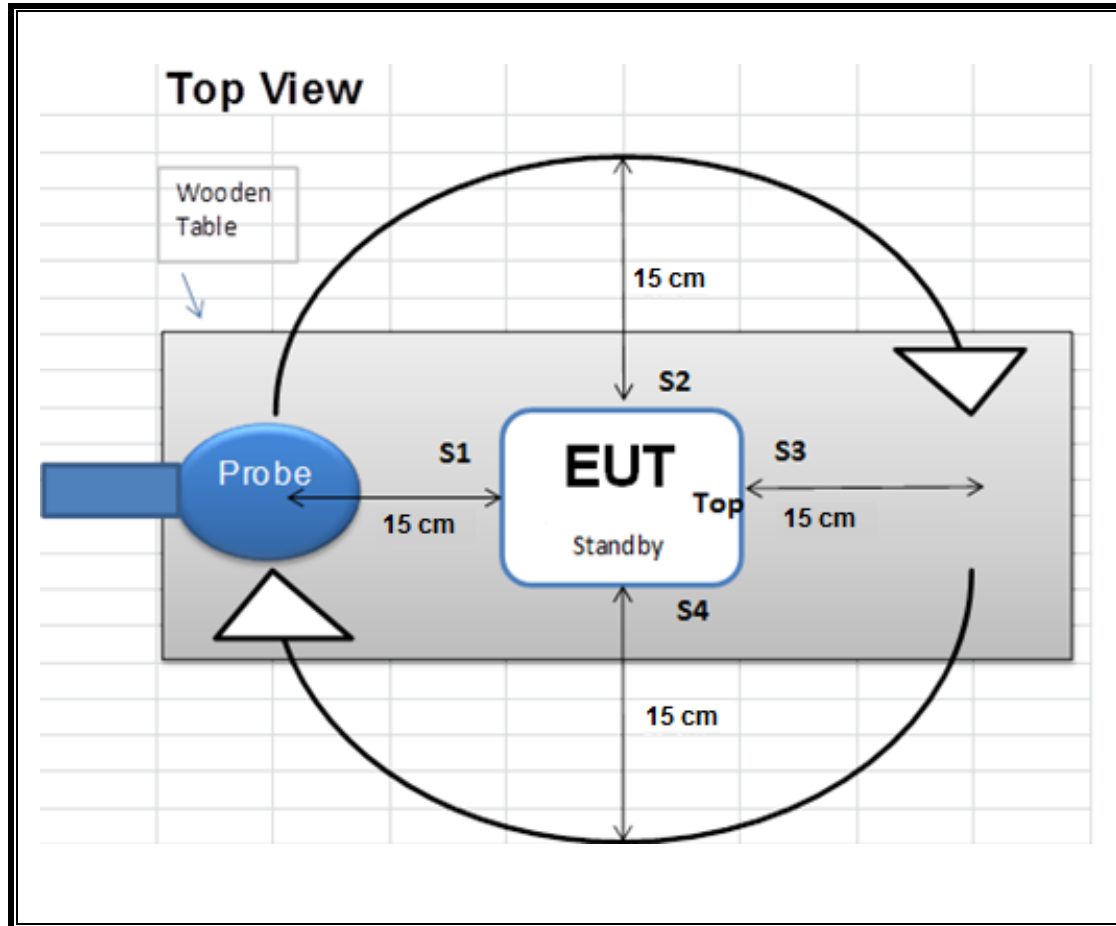 Top View
Wooden
Table
15 cm
S2
S1
EUT
S3
Probe
Top
15 cm
15 cm
Standby
S4
15 cm